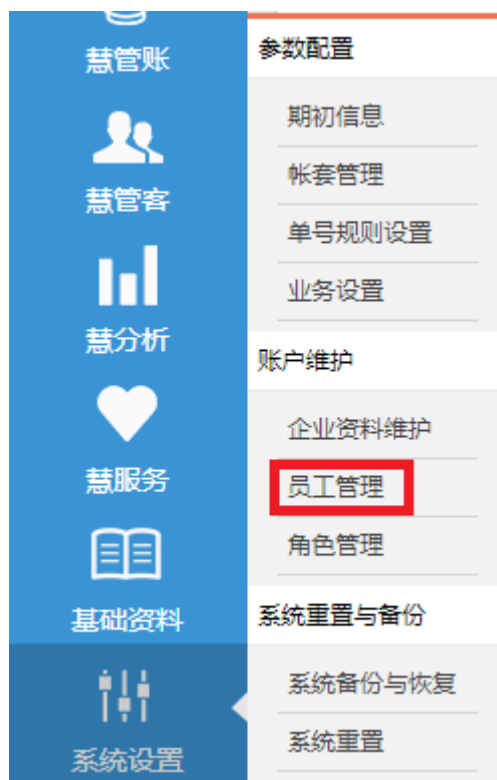 慧管账
慧管客
慧分析
慧服务
基础资料
系统设置
参数配置
期初信息
帐套管理
单号规则设置
业务设置
账户维护
企业资料维护
员工管理
角色管理
系统重置与备份
系统备份与恢复
系统重置